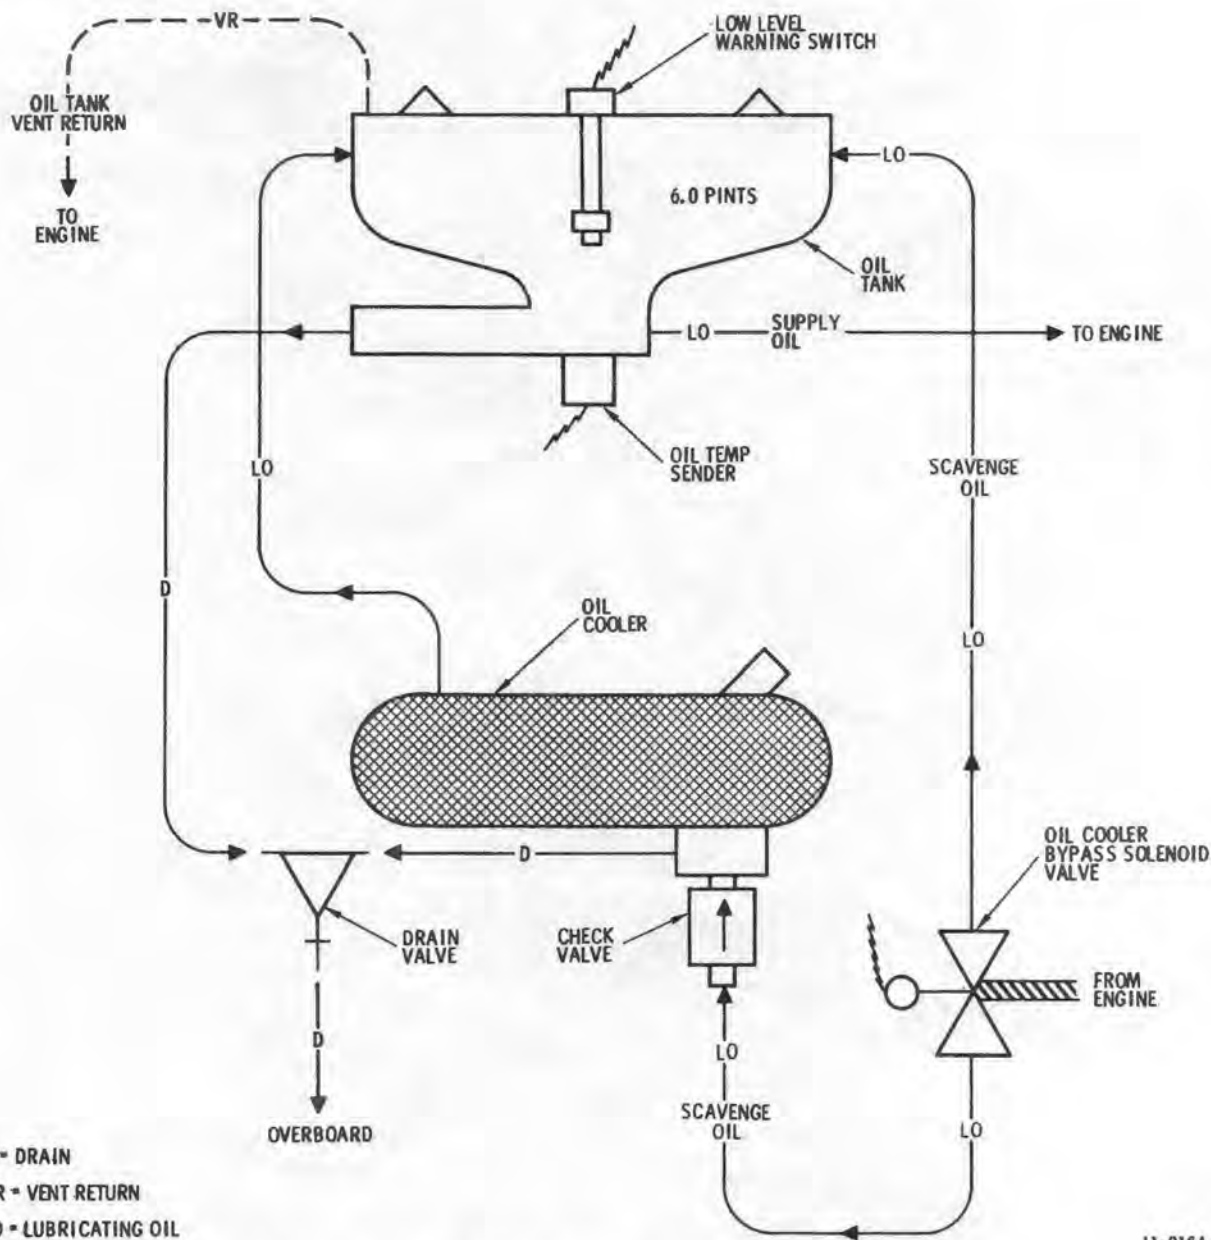 VR
LOW LEVEL
WARNING SWITCH
OIL TANK
VENT RETURN
TO
ENGINE
LO
6.0 PINTS
OIL
TANK
LO
SUPPLY
OIL
TO ENGINE
OIL TEMP
SENDER
LO
SCAVENGE
OIL
D
OIL
COOLER
LO
OIL COOLER
BYPASS SOLENOID
VALVE
D
DRAIN
VALVE
CHECK
VALVE
FROM
ENGINE
D
LO
SCAVENGE
OIL
LO
OVERBOARD
= DRAIN
= VENT RETURN
= LUBRICATING OIL